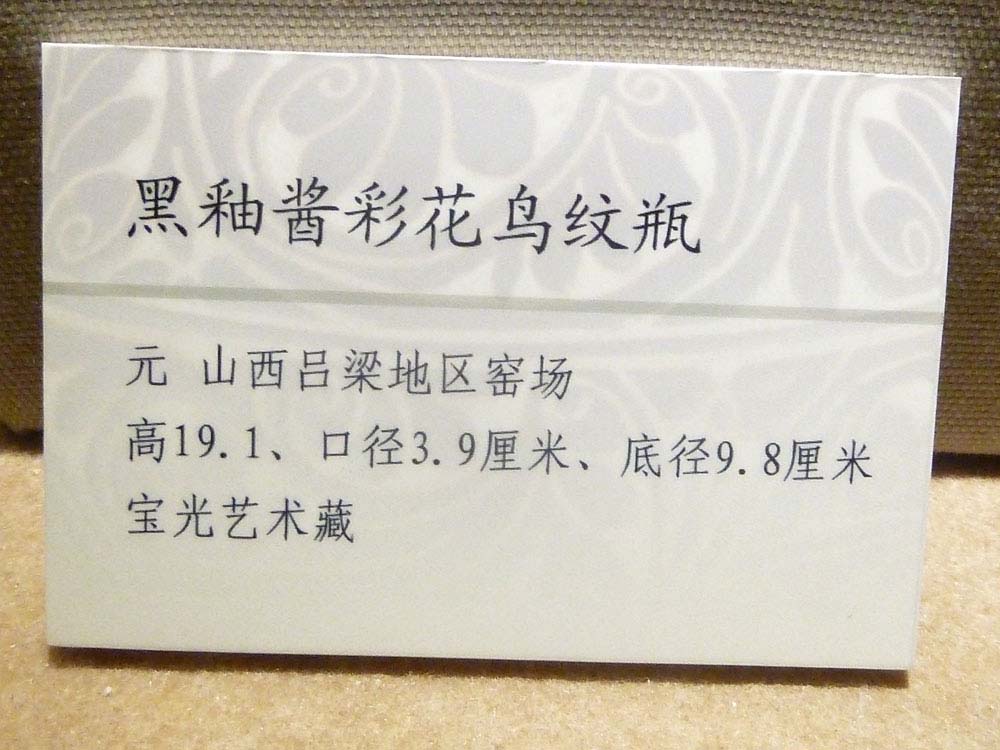 黑釉酱彩花鸟纹瓶
元 山西吕梁地区窑场
高19.1、口径3.9厘米、底径9.8厘米
宝光艺术藏